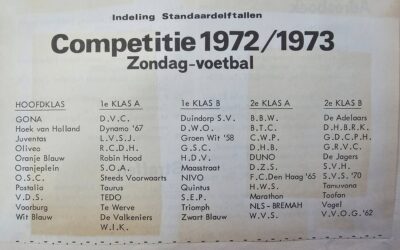 Indeling Standaardelftallen
Competitie 1972/1973
Zondag-voetbal
HOOFDKLAS 1e KLAS A 1e KLAS B 2e KLAS A 2e KLAS B
GONA D.V.C. Duindorp S.V. B.B.W. De Adelaars
Hoek van Holland Dynamo '67 D.W.O. B.T.C. D.H.B.R.K.
Juventas L.V.S.J. Groen Wit '58 C.W.P. G.D.C.P.H.
Oliveo R.C.D.H. G.S.C. D.H.B. G.R.V.C.
Oranje Blauw Robin Hood H.D.V. DUNO De Jagers
Oranjeplein S.O.A. Maasstraat D.Z.S. S.V.H.
O.S.C. Steeds Voorwaarts NIVO F.C.Den Haag '65 S.V.S. '70
Postalia Taurus Quintus H.W.S. Tanuvona
V.D.S. TEDO S.E.P. Marathon Toofan
Voorburg Te Werve Triomph NLS - BREMAH Vogel
Wit Blauw De Valkeniers Zwart Blauw W.V.S. V.V.O.G. '62
W.I.K.